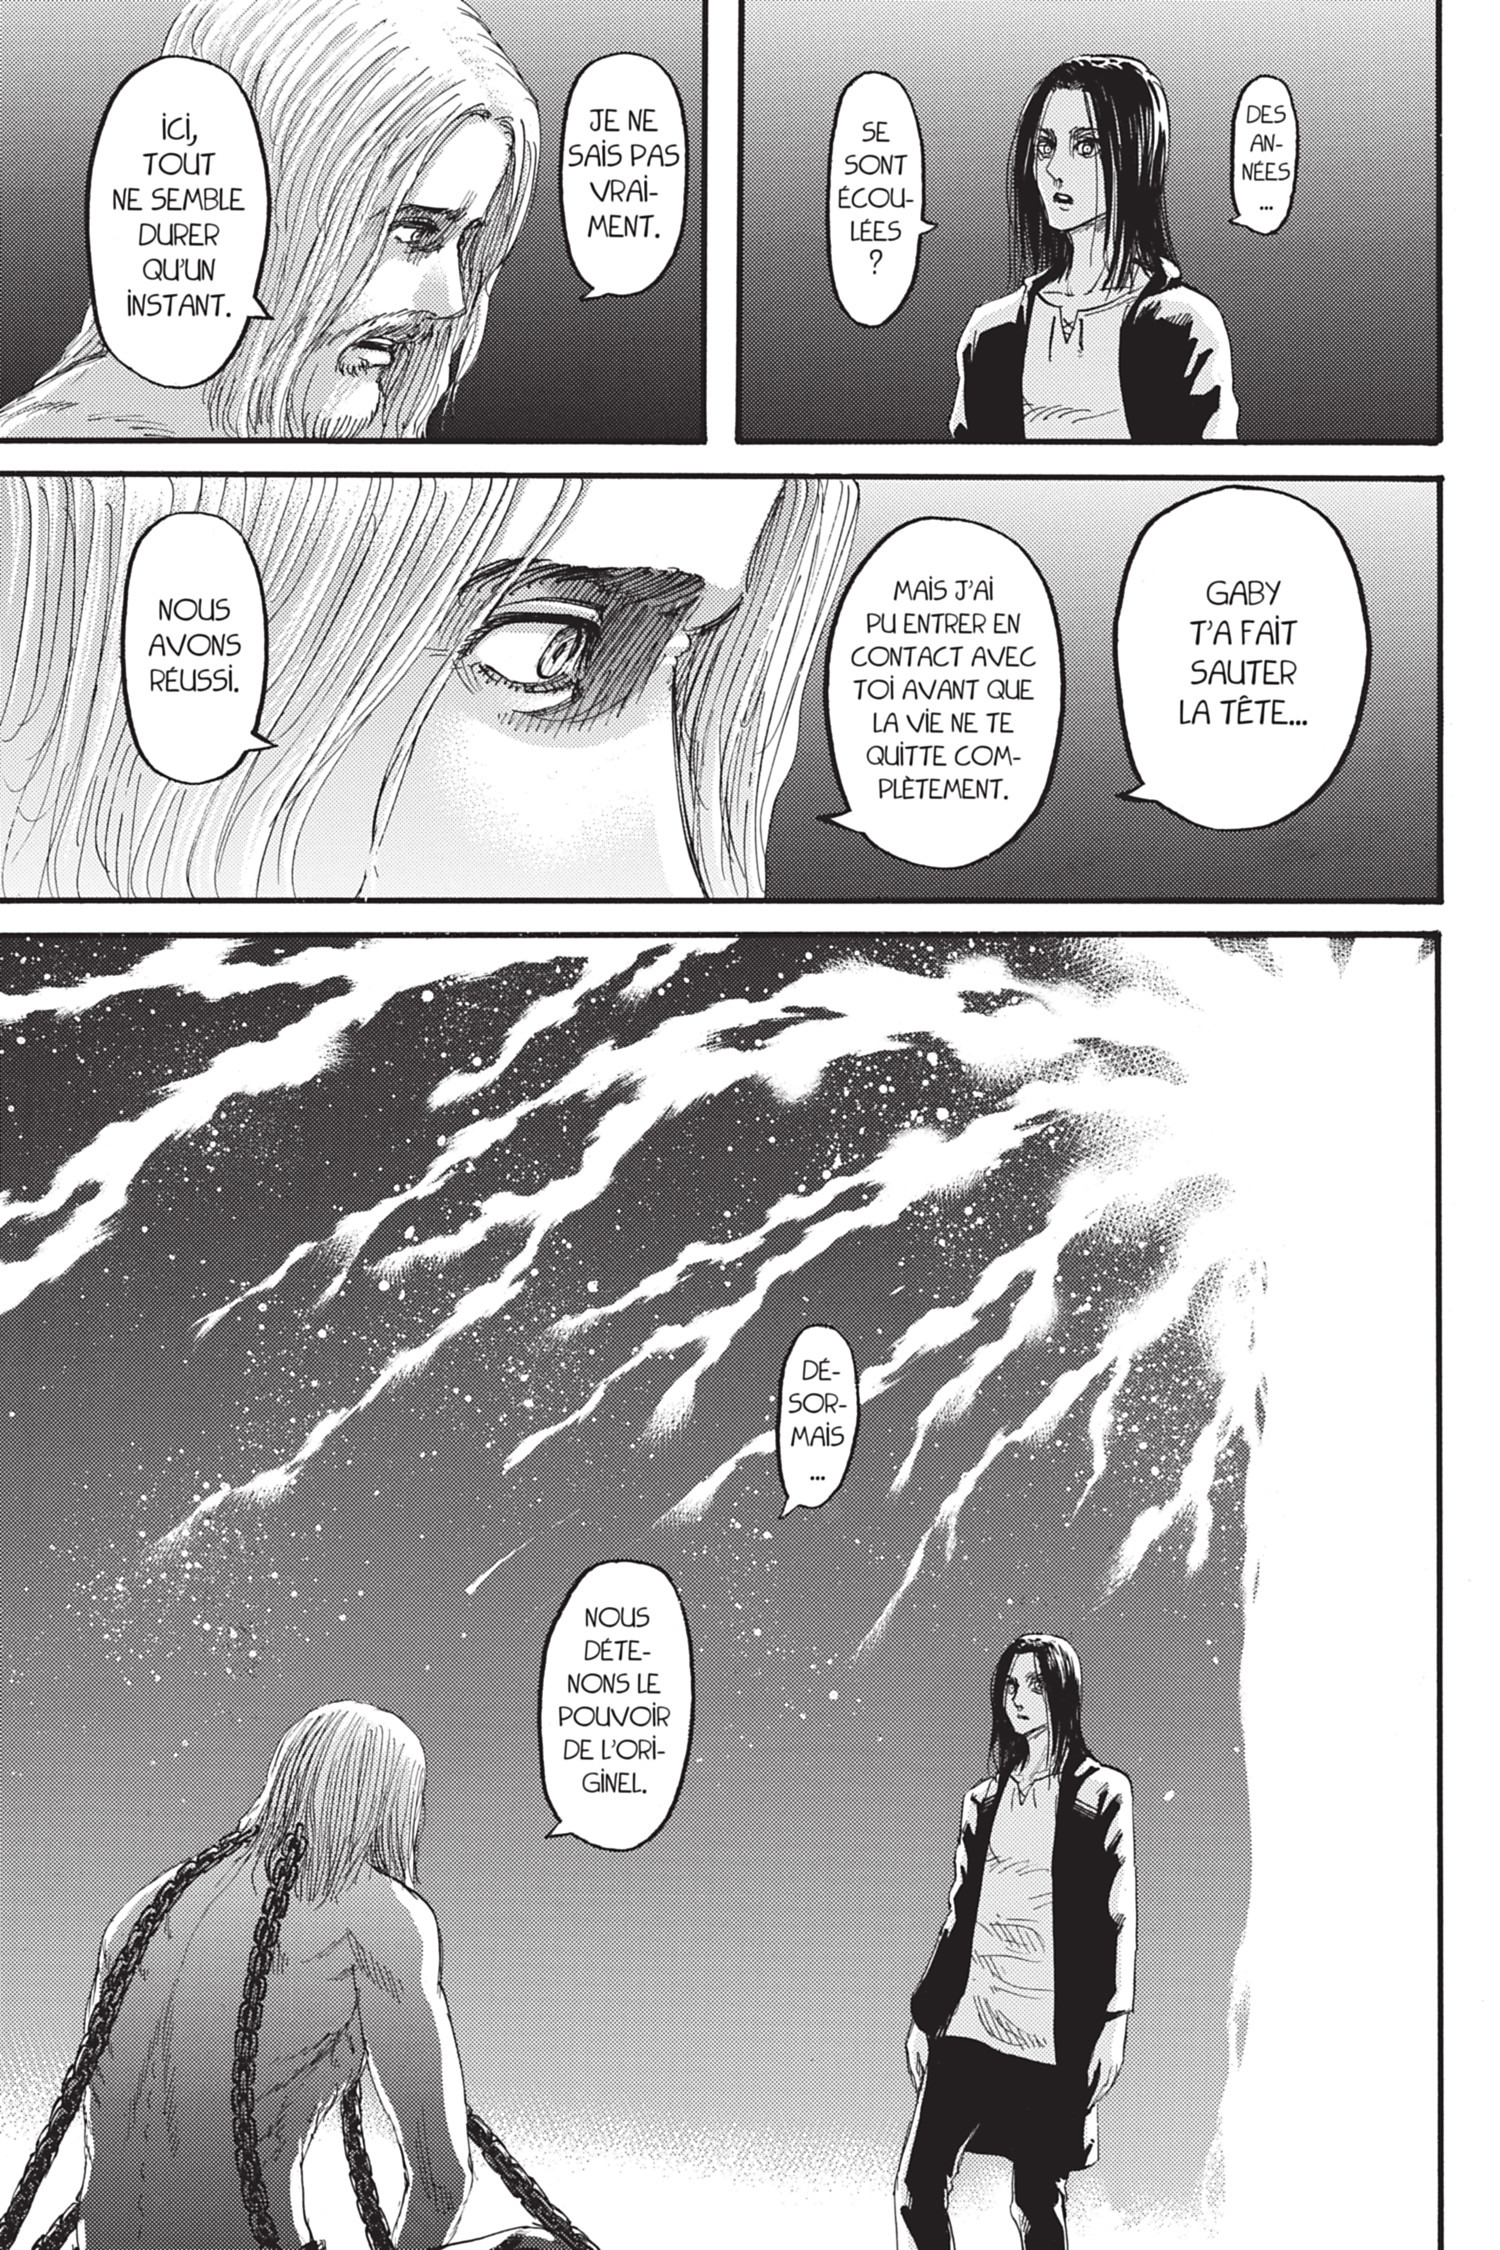 DES
AN-
NÉES
...
SE
SONT
ÉCOU-
LÉES
?
JE NE
SAIS PAS
VRAI-
MENT.
ICI,
TOUT
NE SEMBLE
DURER
QU'UN
INSTANT.
GABY
T'A FAIT
SAUTER
LA TÊTE...
MAIS J'AI
PU ENTRER EN
CONTACT AVEC
TOI AVANT QUE
LA VIE NE TE
QUITTE COM-
PLÈTEMENT.
NOUS
AVONS
RÉUSSI.
DÉ-
SOR-
MAIS
...
NOUS
DÉTE-
NONS LE
POUVOIR
DE L'ORI-
GINEL.